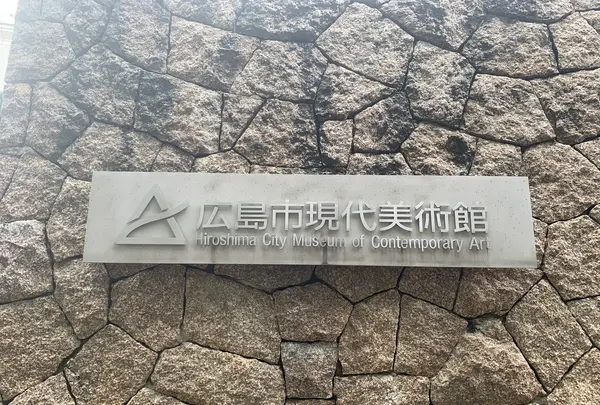 広島市現代美術館
Hiroshima City Museum of Contemporary Art